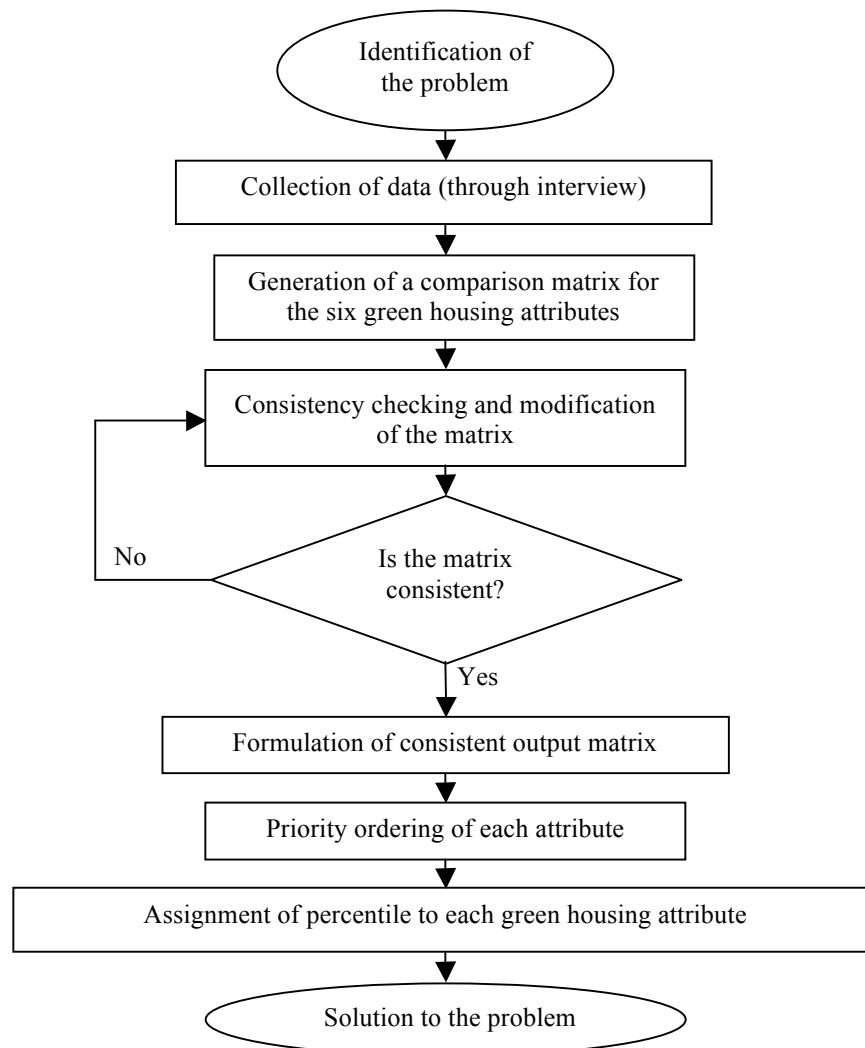 Identification of
the problem
Collection of data (through interview)
Generation of a comparison matrix for
the six green housing attributes
Consistency checking and modification
of the matrix
No
Is the matrix
consistent?
Yes
Formulation of consistent output matrix
Priority ordering of each attribute
Assignment of percentile to each green housing attribute
Solution to the problem